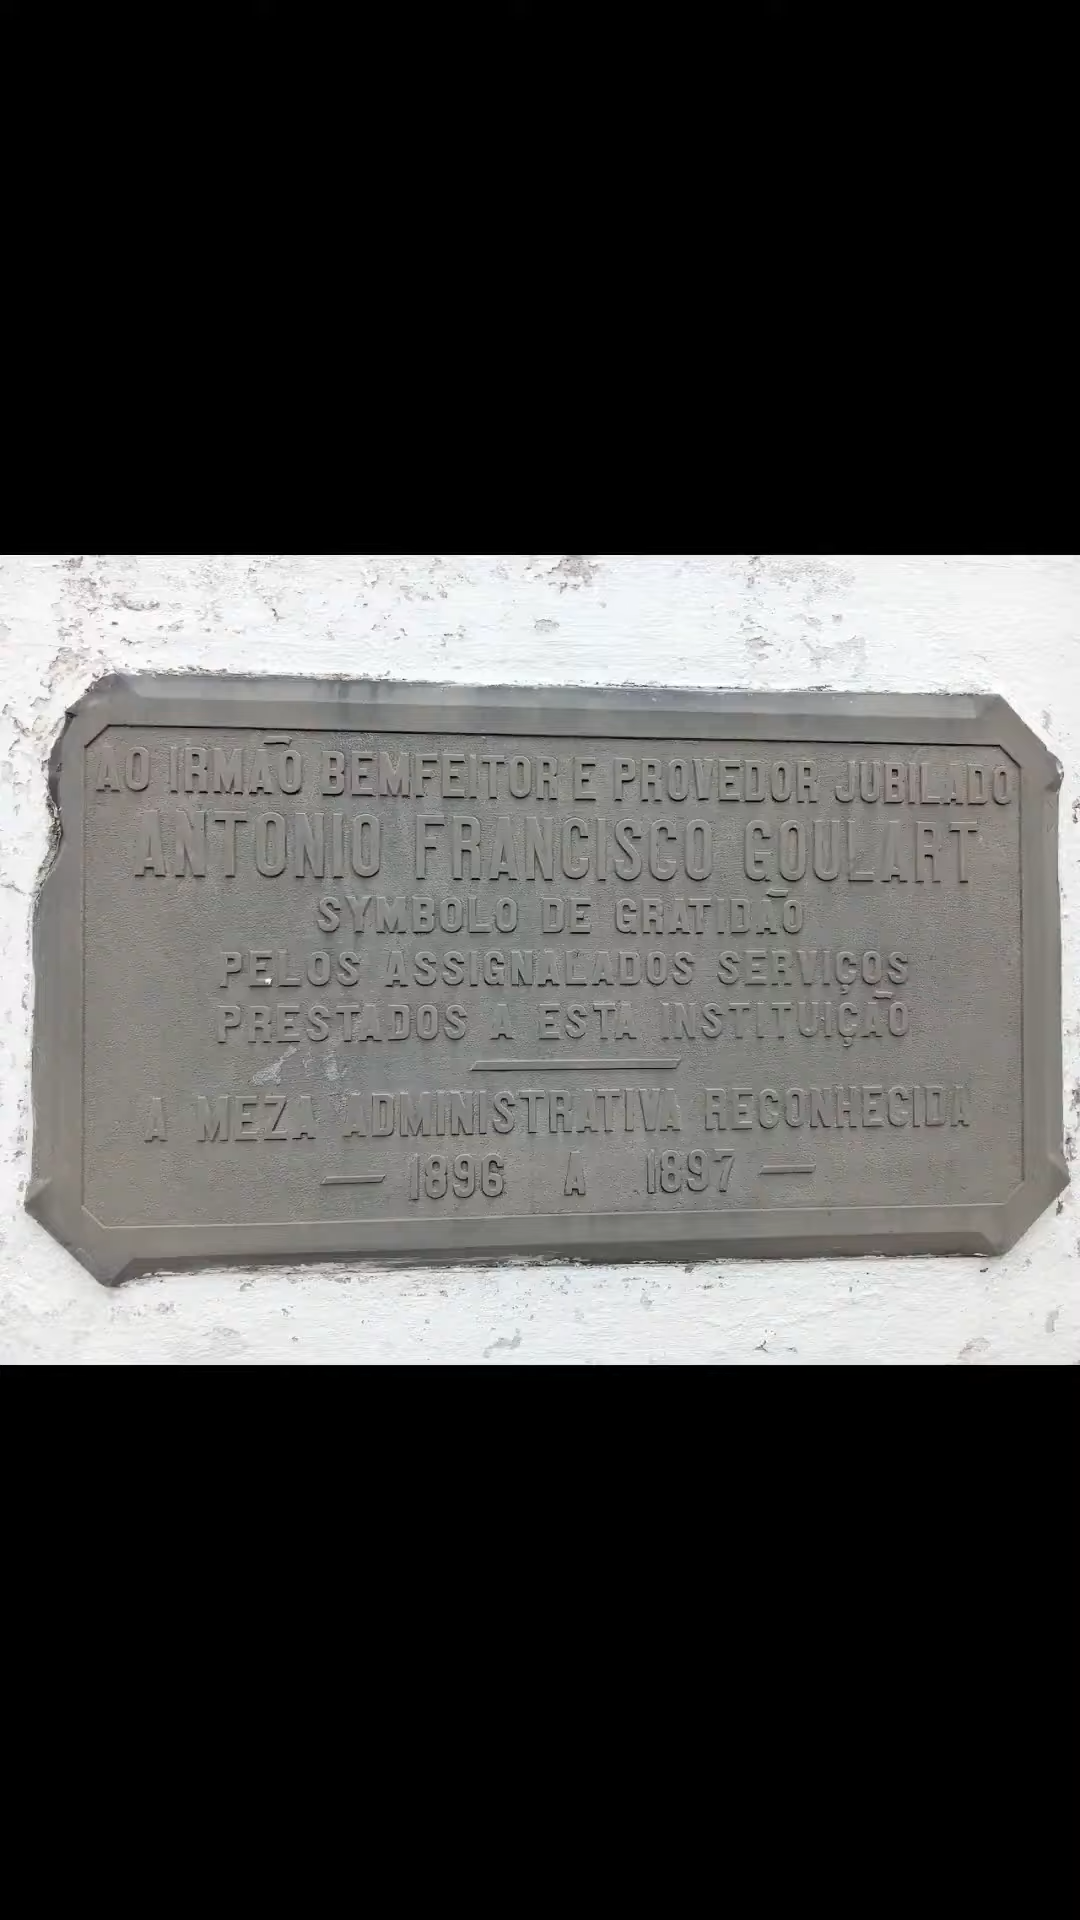 AO IRMÃO BEMFEITOR E PROVEDOR JUBILADO
ANTONIO FRANCISCO GOULART
SYMBOLO DE GRATIDÃO
PELOS ASSIGNALADOS SERVIÇOS
PRESTADOS A ESTA INSTITUIÇÃO
A MEZA ADMINISTRATIVA RECONHECIDA
— 1896 A 1897 —